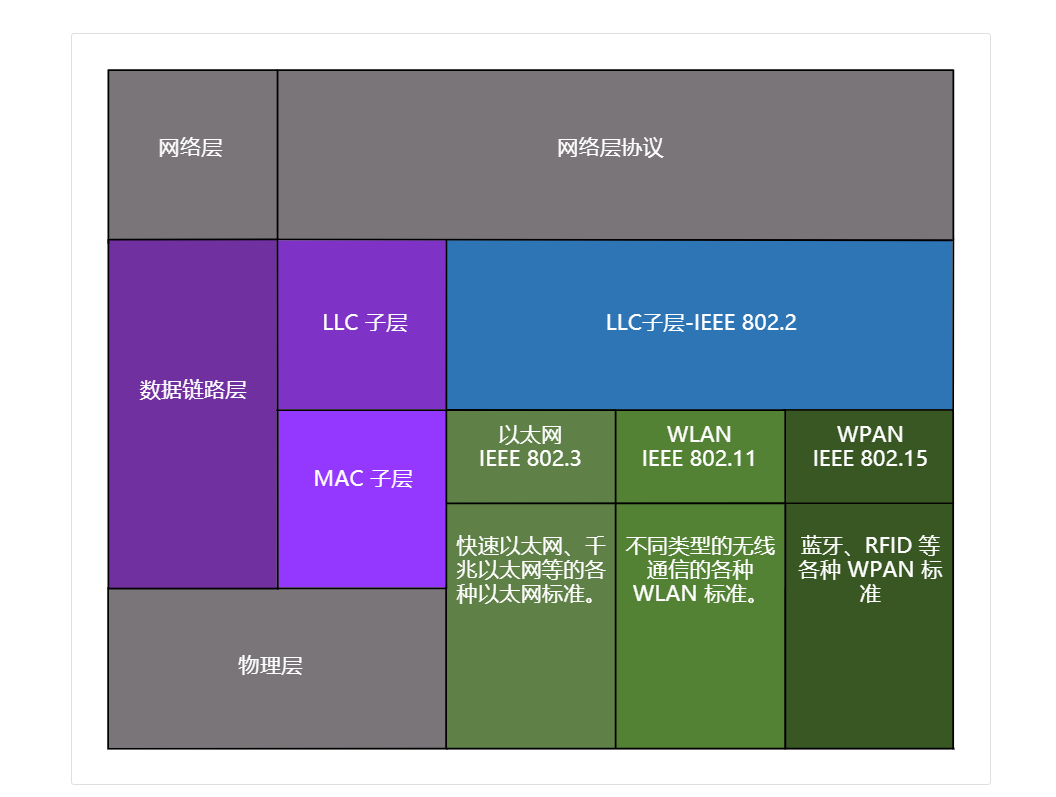 网络层
网络层协议
数据链路层
LLC 子层
LLC子层-IEEE 802.2
MAC 子层
以太网
IEEE 802.3
WLAN
IEEE 802.11
WPAN
IEEE 802.15
快速以太网、千
兆以太网等的各
种以太网标准。
不同类型的无线
通信的各种
WLAN 标准。
蓝牙、RFID 等
各种 WPAN 标
准
物理层